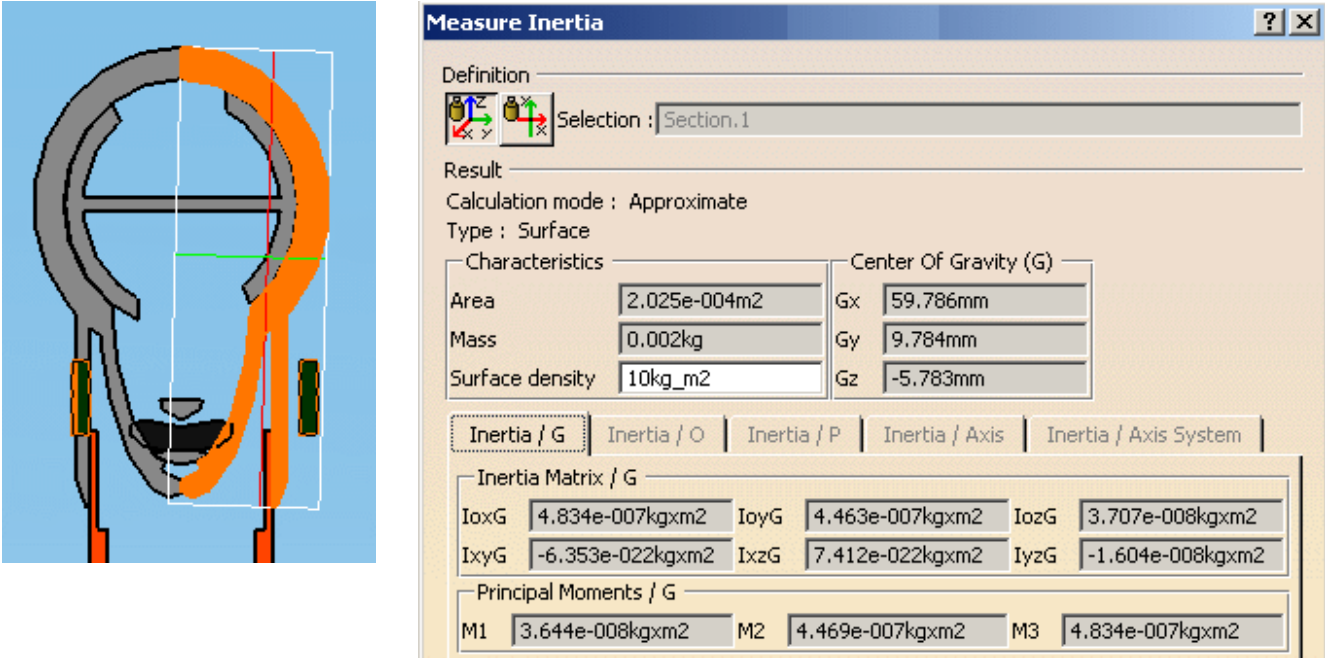 Measure Inertia ? X
Definition
Z X Y X X Selection : Section.1
Result
Calculation mode : Approximate
Type : Surface
Characteristics Center Of Gravity (G)
Area 2.025e-004m2 Gx 59.786mm
Mass 0.002kg Gy 9.784mm
Surface density 10kg_m2 Gz -5.783mm
Inertia / G Inertia / O Inertia / P Inertia / Axis Inertia / Axis System
Inertia Matrix / G
IoxG 4.834e-007kgxm2 IoyG 4.463e-007kgxm2 IozG 3.707e-008kgxm2
IxyG -6.353e-022kgxm2 IxzG 7.412e-022kgxm2 IyzG -1.604e-008kgxm2
Principal Moments / G
M1 3.644e-008kgxm2 M2 4.469e-007kgxm2 M3 4.834e-007kgxm2